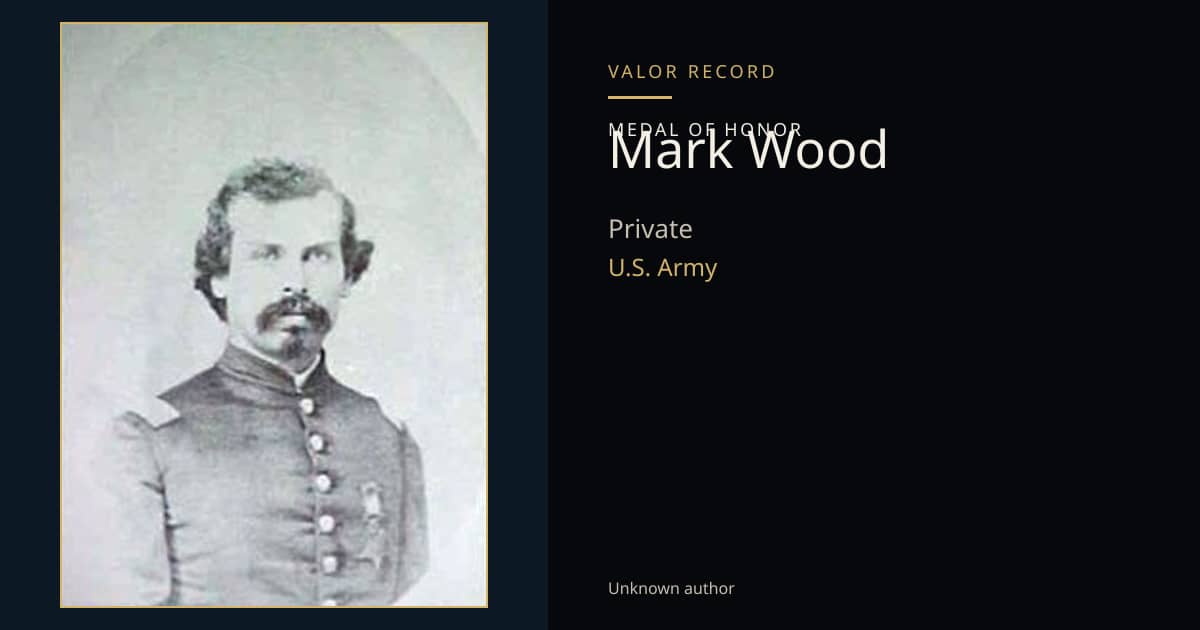 VALOR RECORD
MEDAL OF HONOR
Mark Wood
Private
U.S. Army
Unknown author